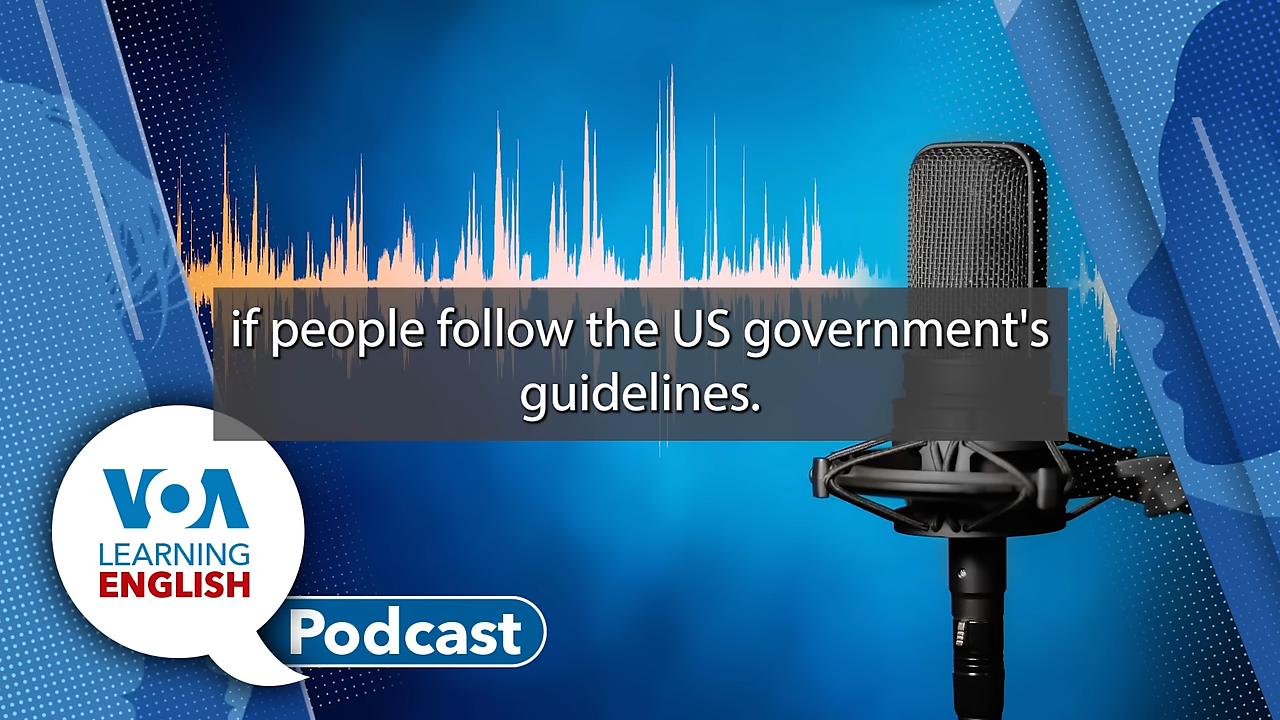 if people follow the US government's
guidelines.
VOA
LEARNING
ENGLISH
Podcast